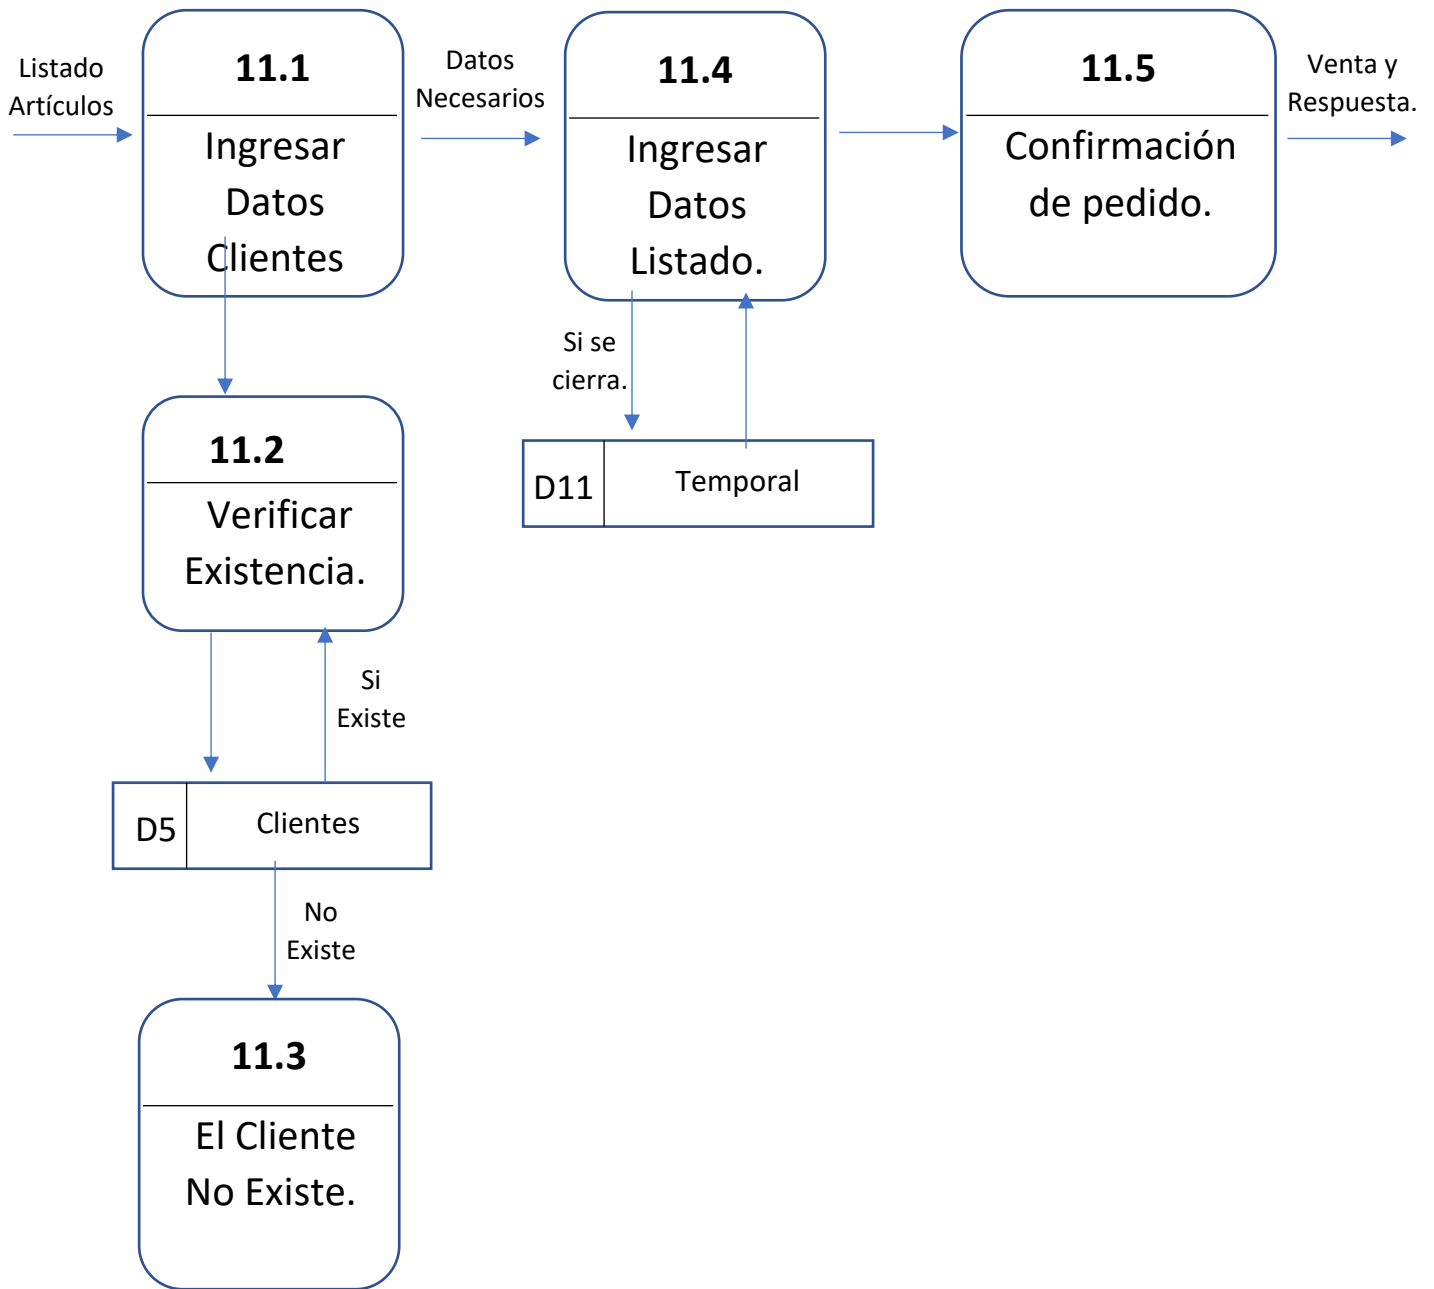 Listado
Artículos
11.1
Ingresar
Datos
Clientes
Datos
Necesarios
11.4
Ingresar
Datos
Listado.
11.5
Confirmación
de pedido.
Venta y
Respuesta.
Si se
cierra.
11.2
Verificar
Existencia.
D11
Temporal
Si
Existe
D5
Clientes
No
Existe
11.3
El Cliente
No Existe.